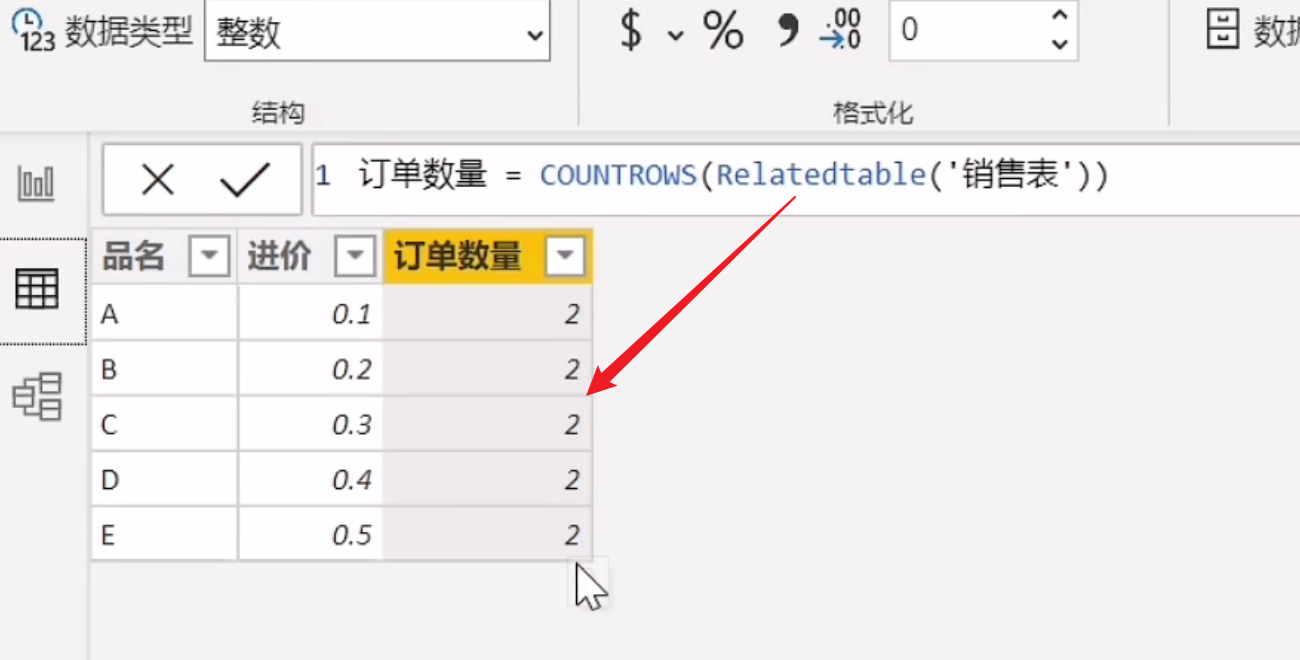 123 数据类型 整数 $ % , .00 .0 0
结构 格式化
1 订单数量 = COUNTROWS(Relatedtable('销售表'))
品名 进价 订单数量
A 0.1 2
B 0.2 2
C 0.3 2
D 0.4 2
E 0.5 2